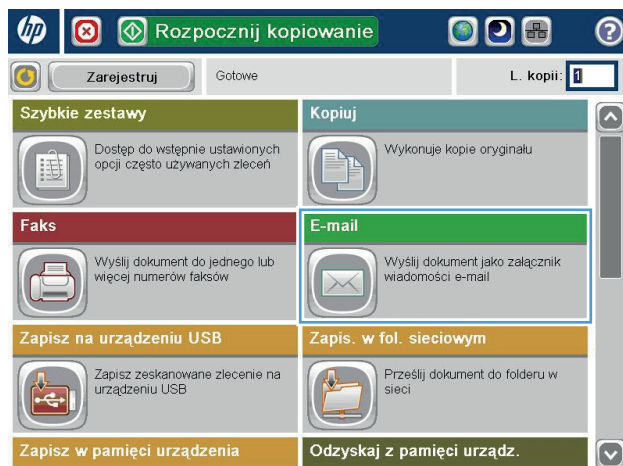 hp
Rozpocznij kopiowanie
?
Zarejestruj
Gotowe
L. kopii: 1
Szybkie zestawy
Dostęp do wstępnie ustawionych
opcji często używanych zleceń
Kopiuj
Wykonuje kopie oryginału
Faks
Wyślij dokument do jednego lub
więcej numerów faksów
E-mail
Wyślij dokument jako załącznik
wiadomości e-mail
Zapisz na urządzeniu USB
Zapisz zeskanowane zlecenie na
urządzeniu USB
Zapis. w fol. sieciowym
Prześlij dokument do folderu w
sieci
Zapisz w pamięci urządzenia
Odzyskaj z pamięci urządz.